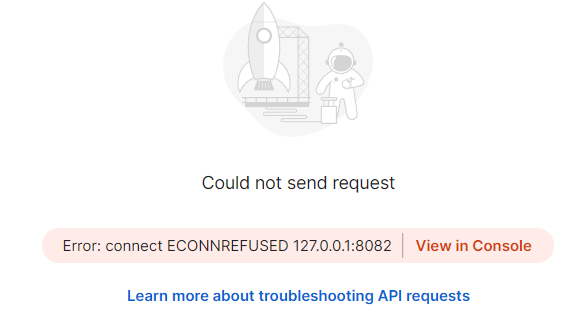 Could not send request
Error: connect ECONNREFUSED 127.0.0.1:8082 View in Console
Learn more about troubleshooting API requests